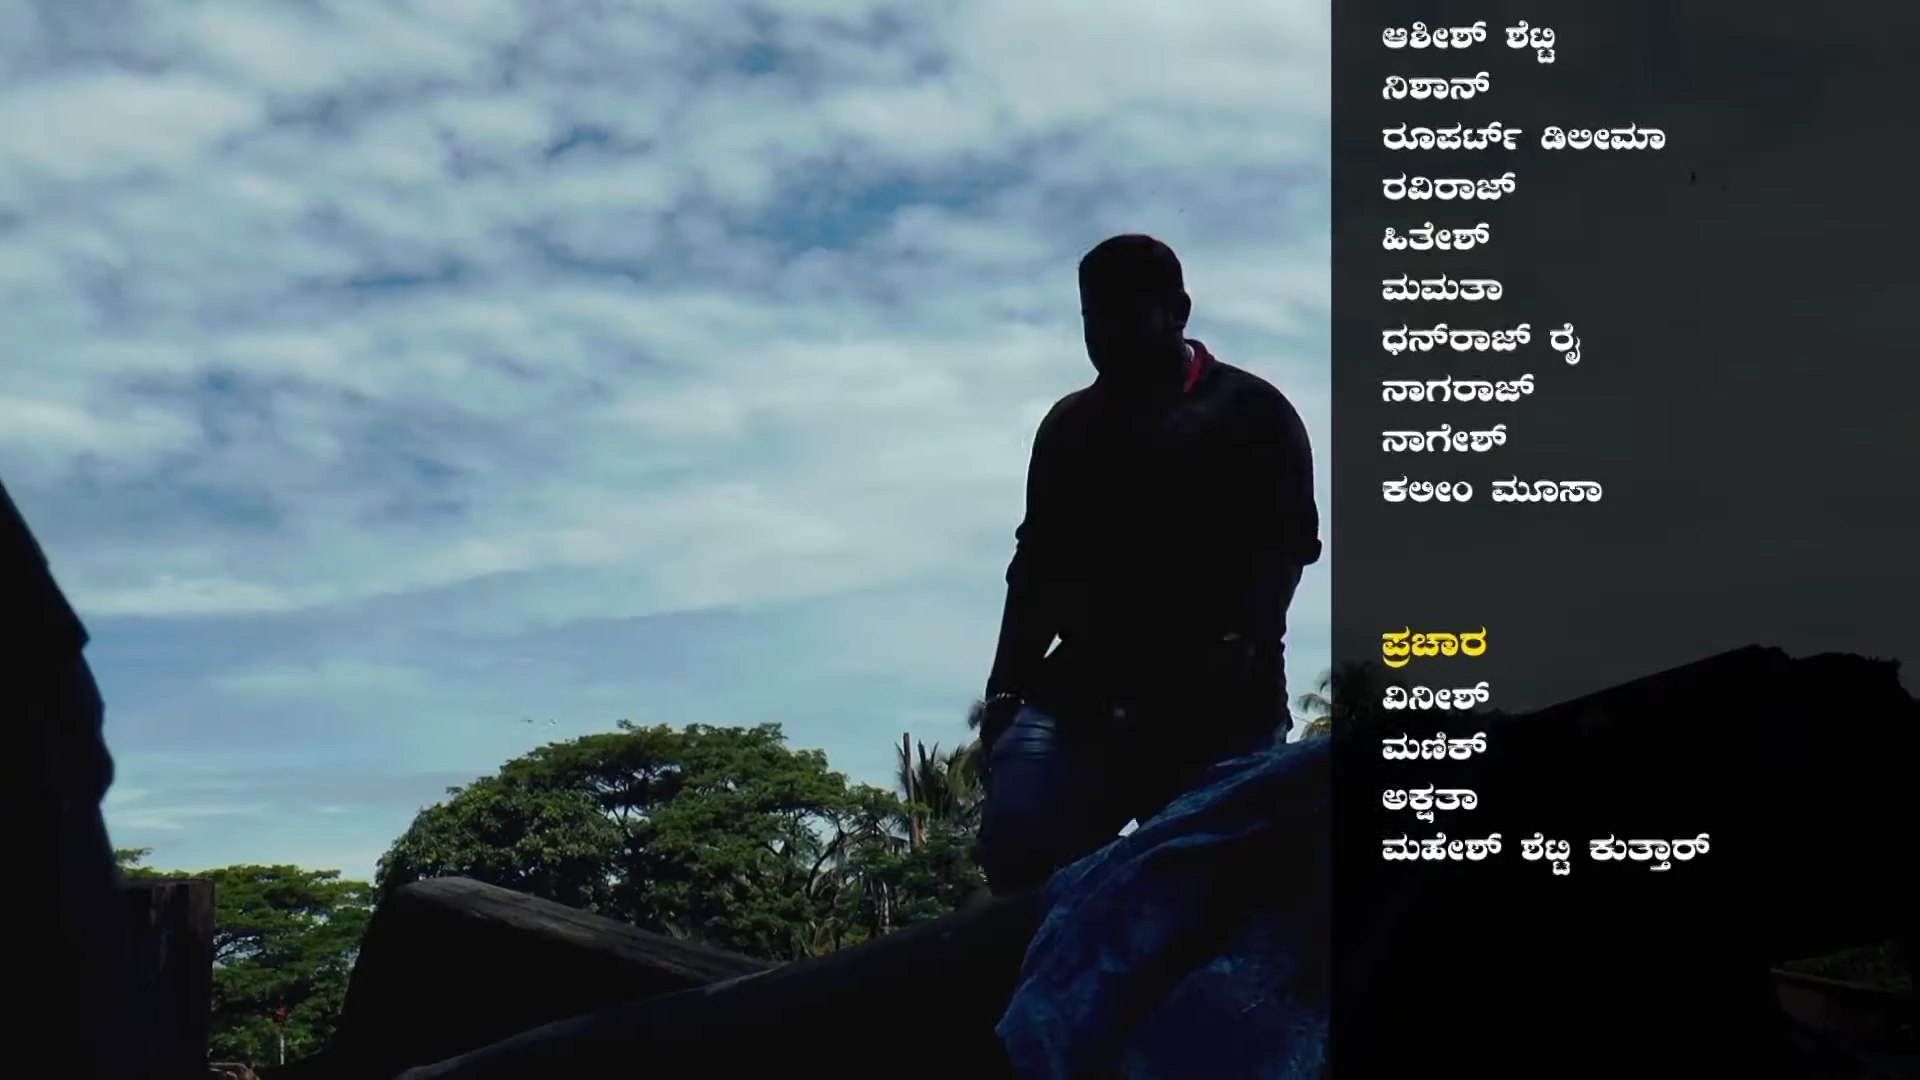 ಆಶೀಶ್ ಶೆಟ್ಟಿ
ನಿಶಾನ್
ರೂಪರ್ಟ್ ಡಿಲೀಮಾ
ರವಿರಾಜ್
ಹಿತೇಶ್
ಮಮತಾ
ಧನ್‌ರಾಜ್ ರೈ
ನಾಗರಾಜ್
ನಾಗೇಶ್
ಕಲೀಂ ಮೂಸಾ
ಪ್ರಚಾರ
ವಿನೀಶ್
ಮಣಿಕ್
ಅಕ್ಷತಾ
ಮಹೇಶ್ ಶೆಟ್ಟಿ ಕುತ್ತಾರ್